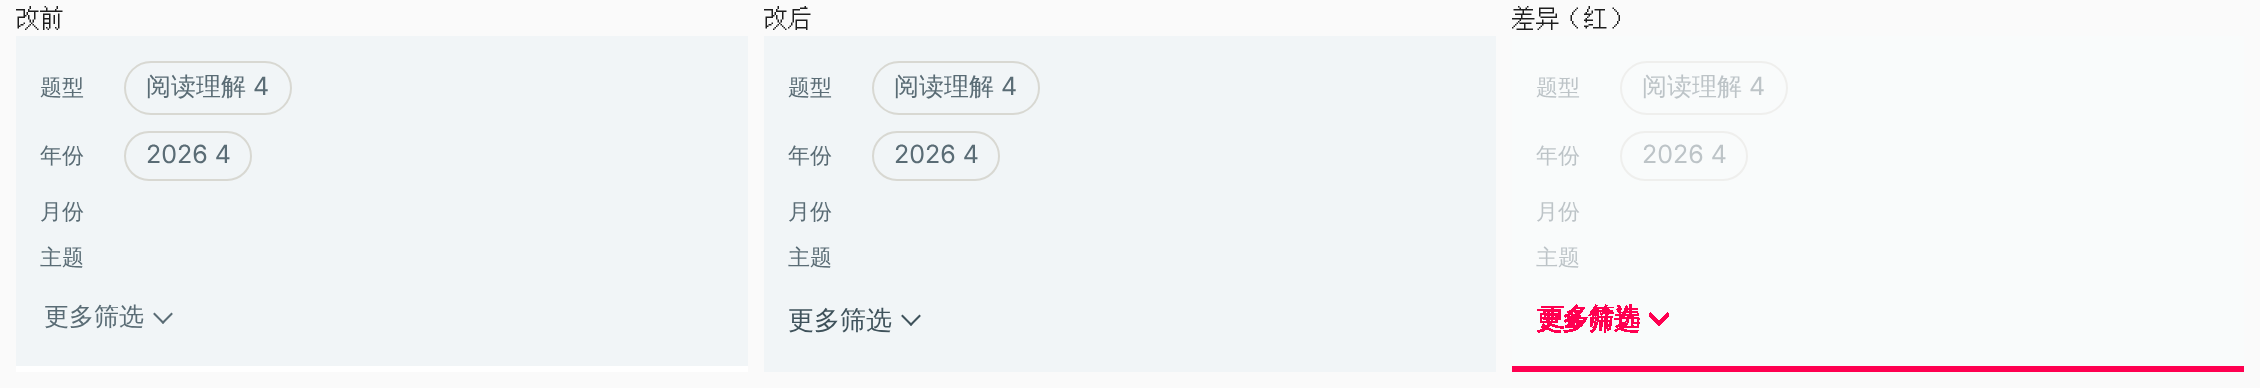 改前
题型 阅读理解 4
年份 2026 4
月份
主题
更多筛选
改后
题型 阅读理解 4
年份 2026 4
月份
主题
更多筛选
差异（红）
题型 阅读理解 4
年份 2026 4
月份
主题
更多筛选